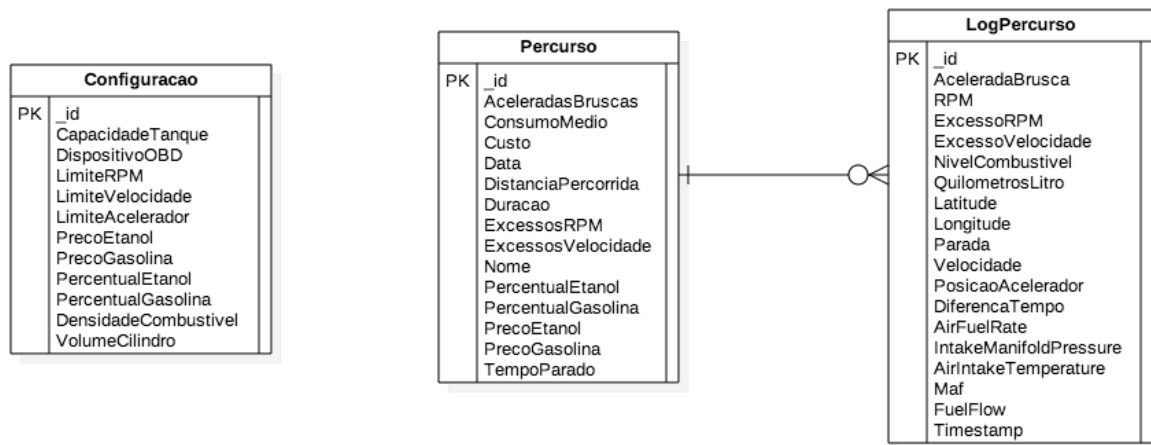 Configuracao
PK _id
CapacidadeTanque
DispositivoOBD
LimiteRPM
LimiteVelocidade
LimiteAcelerador
PrecoEtanol
PrecoGasolina
PercentualEtanol
PercentualGasolina
DensidadeCombustivel
VolumeCilindro
Percurso
PK _id
AceleradasBruscas
ConsumoMedio
Custo
Data
DistanciaPercorrida
Duracao
ExcessosRPM
ExcessosVelocidade
Nome
PercentualEtanol
PercentualGasolina
PrecoEtanol
PrecoGasolina
TempoParado
LogPercurso
PK _id
AceleradaBrusca
RPM
ExcessoRPM
ExcessoVelocidade
NivelCombustivel
QuilometrosLitro
Latitude
Longitude
Parada
Velocidade
PosicaoAcelerador
DiferencaTempo
AirFuelRate
IntakeManifoldPressure
AirIntakeTemperature
Maf
FuelFlow
Timestamp